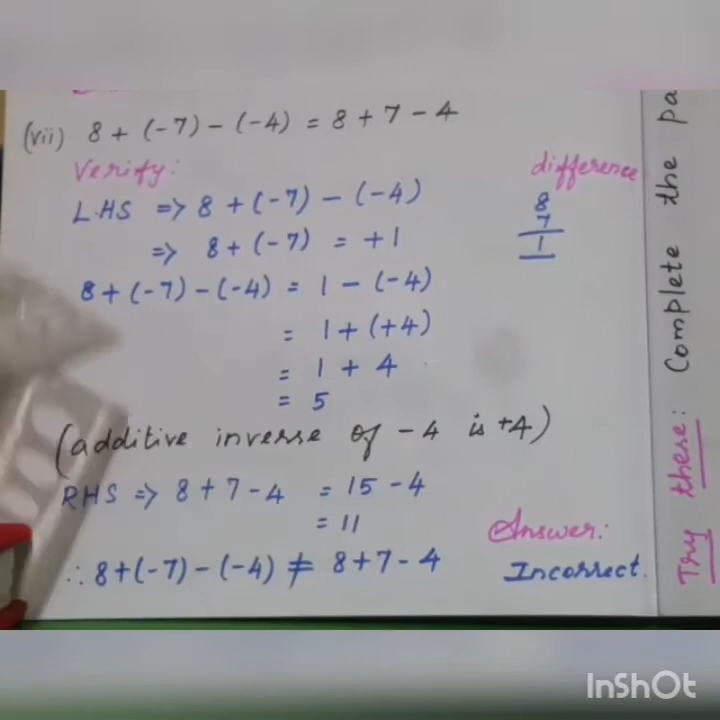 (vii) 8 + (-7) - (-4) = 8 + 7 - 4
Verify:
L.HS => 8 + (-7) - (-4)
=> 8 + (-7) = +1
8 + (-7) - (-4) = 1 - (-4)
= 1 + (+4)
= 1 + 4
= 5
(additive inverse of -4 is +4)
RHS => 8 + 7 - 4 = 15 - 4
= 11
∴ 8 + (-7) - (-4) ≠ 8 + 7 - 4
difference
8
7
1
Answer:
Incorrect.
Try these: Complete the pa
InShOt